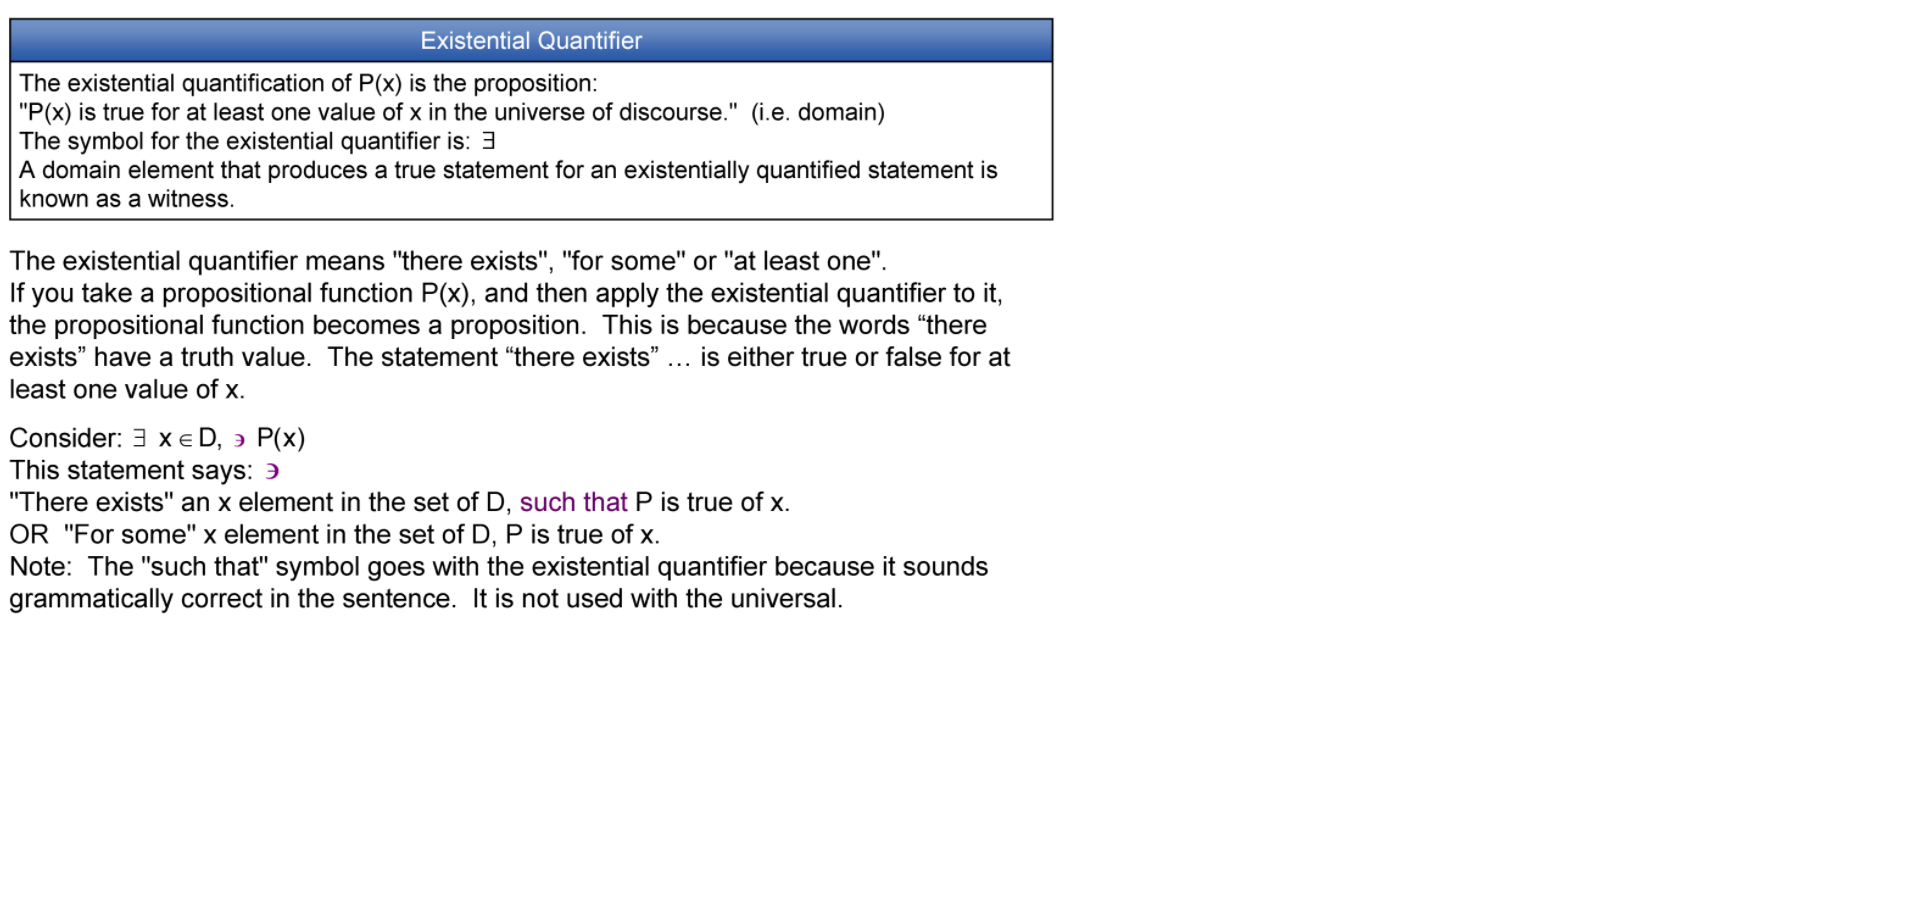 Existential Quantifier
The existential quantification of P(x) is the proposition:
"P(x) is true for at least one value of x in the universe of discourse."  (i.e. domain)
The symbol for the existential quantifier is:  ∃
A domain element that produces a true statement for an existentially quantified statement is
known as a witness.
The existential quantifier means "there exists", "for some" or "at least one".
If you take a propositional function P(x), and then apply the existential quantifier to it,
the propositional function becomes a proposition.  This is because the words “there
exists” have a truth value.  The statement “there exists” … is either true or false for at
least one value of x.
Consider: ∃ x ∈ D, ϶ P(x)
This statement says: ϶
"There exists" an x element in the set of D, such that P is true of x.
OR  "For some" x element in the set of D, P is true of x.
Note:  The "such that" symbol goes with the existential quantifier because it sounds
grammatically correct in the sentence.  It is not used with the universal.